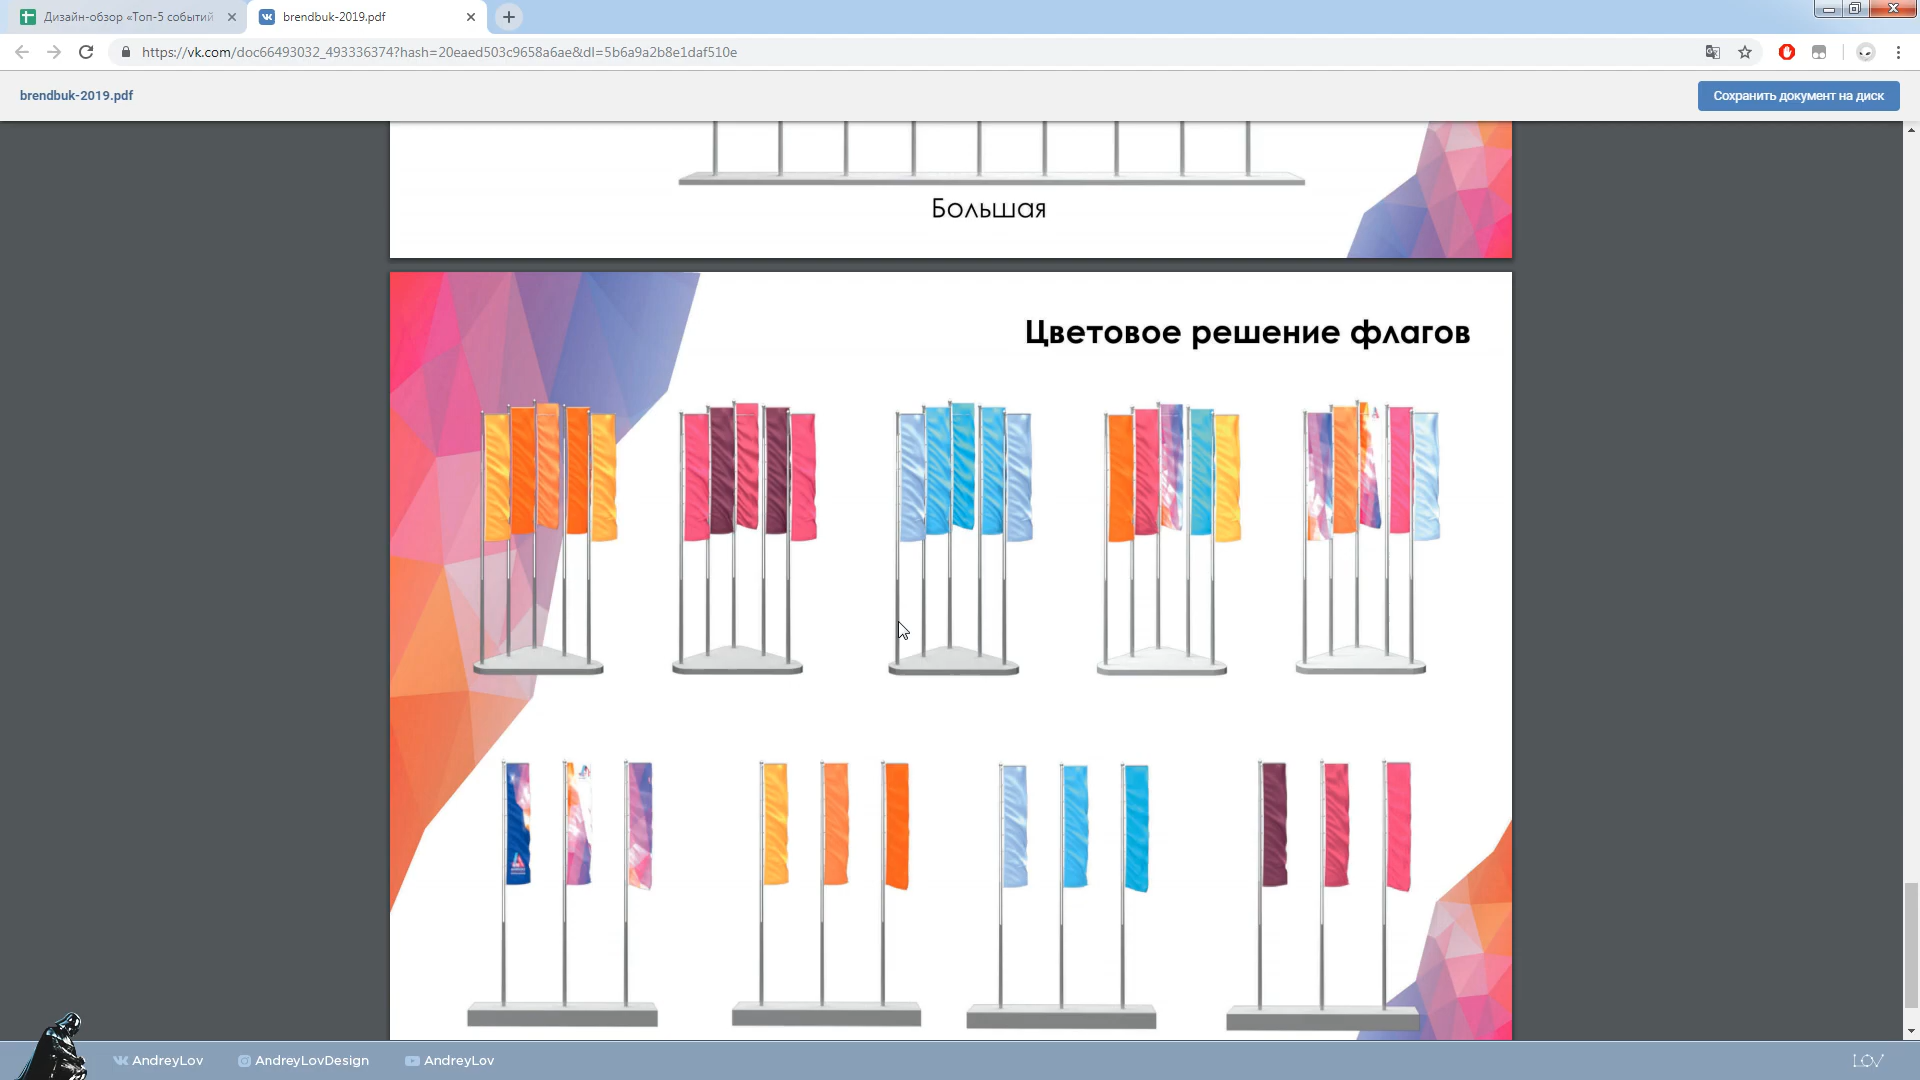 Дизайн-обзор «Топ-5 событий
brendbuk-2019.pdf
https://vk.com/doc66493032_493336374?hash=20eaed503c9658a6ae&dl=5b6a9a2b8e1daf510e
brendbuk-2019.pdf
Сохранить документ на диск
Большая
Цветовое решение флагов
AndreyLov
AndreyLovDesign
AndreyLov
LOV